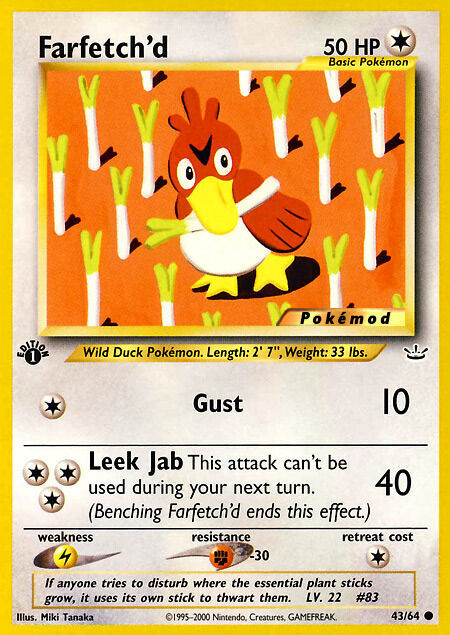 Farfetch'd
50 HP
Basic Pokémon
Pokémod
EDITION
1
Wild Duck Pokémon. Length: 2' 7", Weight: 33 lbs.
Gust 10
Leek Jab This attack can't be
used during your next turn.
(Benching Farfetch'd ends this effect.)
40
weakness resistance retreat cost
-30
If anyone tries to disturb where the essential plant sticks
grow, it uses its own stick to thwart them. LV. 22 #83
Illus. Miki Tanaka ©1995–2000 Nintendo, Creatures, GAMEFREAK. 43/64